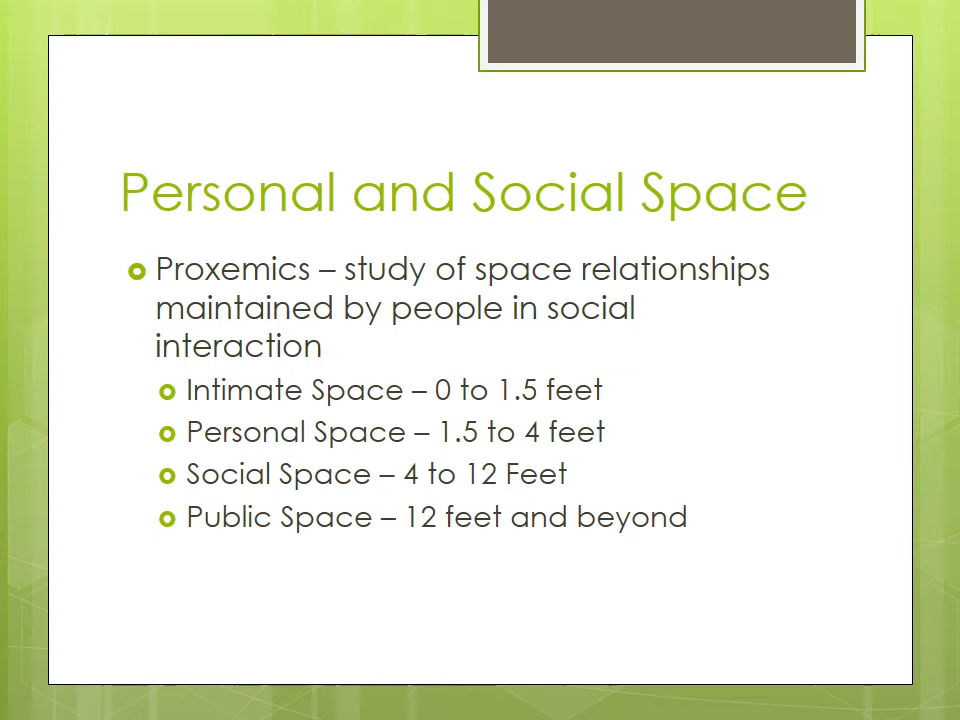 Personal and Social Space
Proxemics – study of space relationships
maintained by people in social
interaction
Intimate Space – 0 to 1.5 feet
Personal Space – 1.5 to 4 feet
Social Space – 4 to 12 Feet
Public Space – 12 feet and beyond